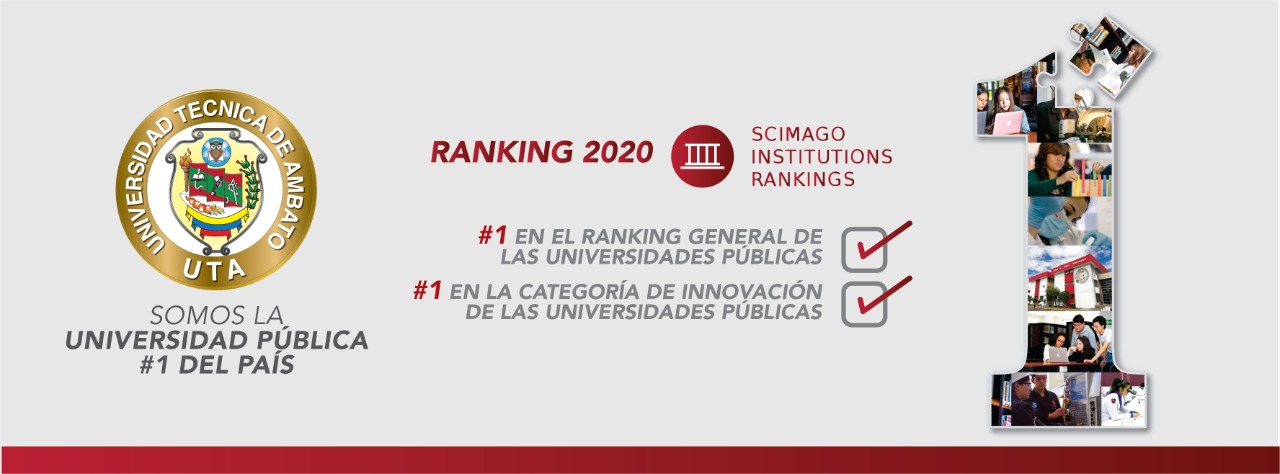 UNIVERSIDAD TECNICA DE AMBATO
UTA
SOMOS LA
UNIVERSIDAD PÚBLICA
#1 DEL PAÍS
RANKING 2020
SCIMAGO
INSTITUTIONS
RANKINGS
#1 EN EL RANKING GENERAL DE
LAS UNIVERSIDADES PÚBLICAS
#1 EN LA CATEGORÍA DE INNOVACIÓN
DE LAS UNIVERSIDADES PÚBLICAS
1